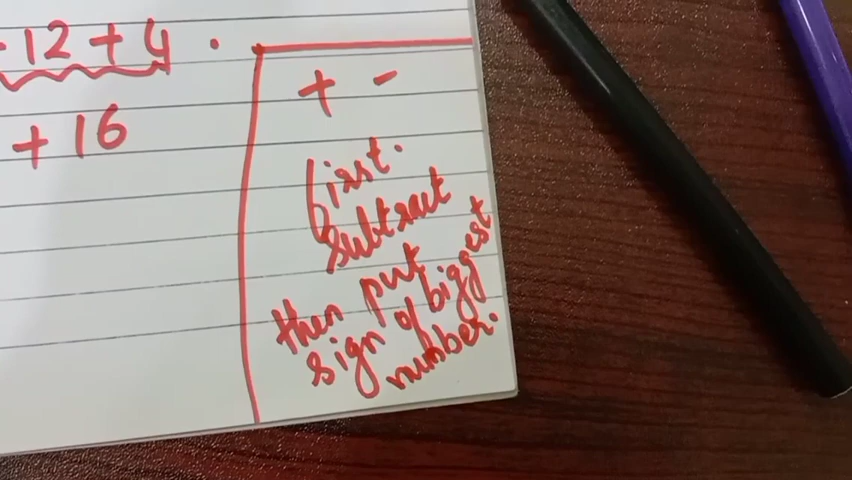 -12 + 4 .
+ 16
+ -
first.
subtract
then put
sign of biggest
number.